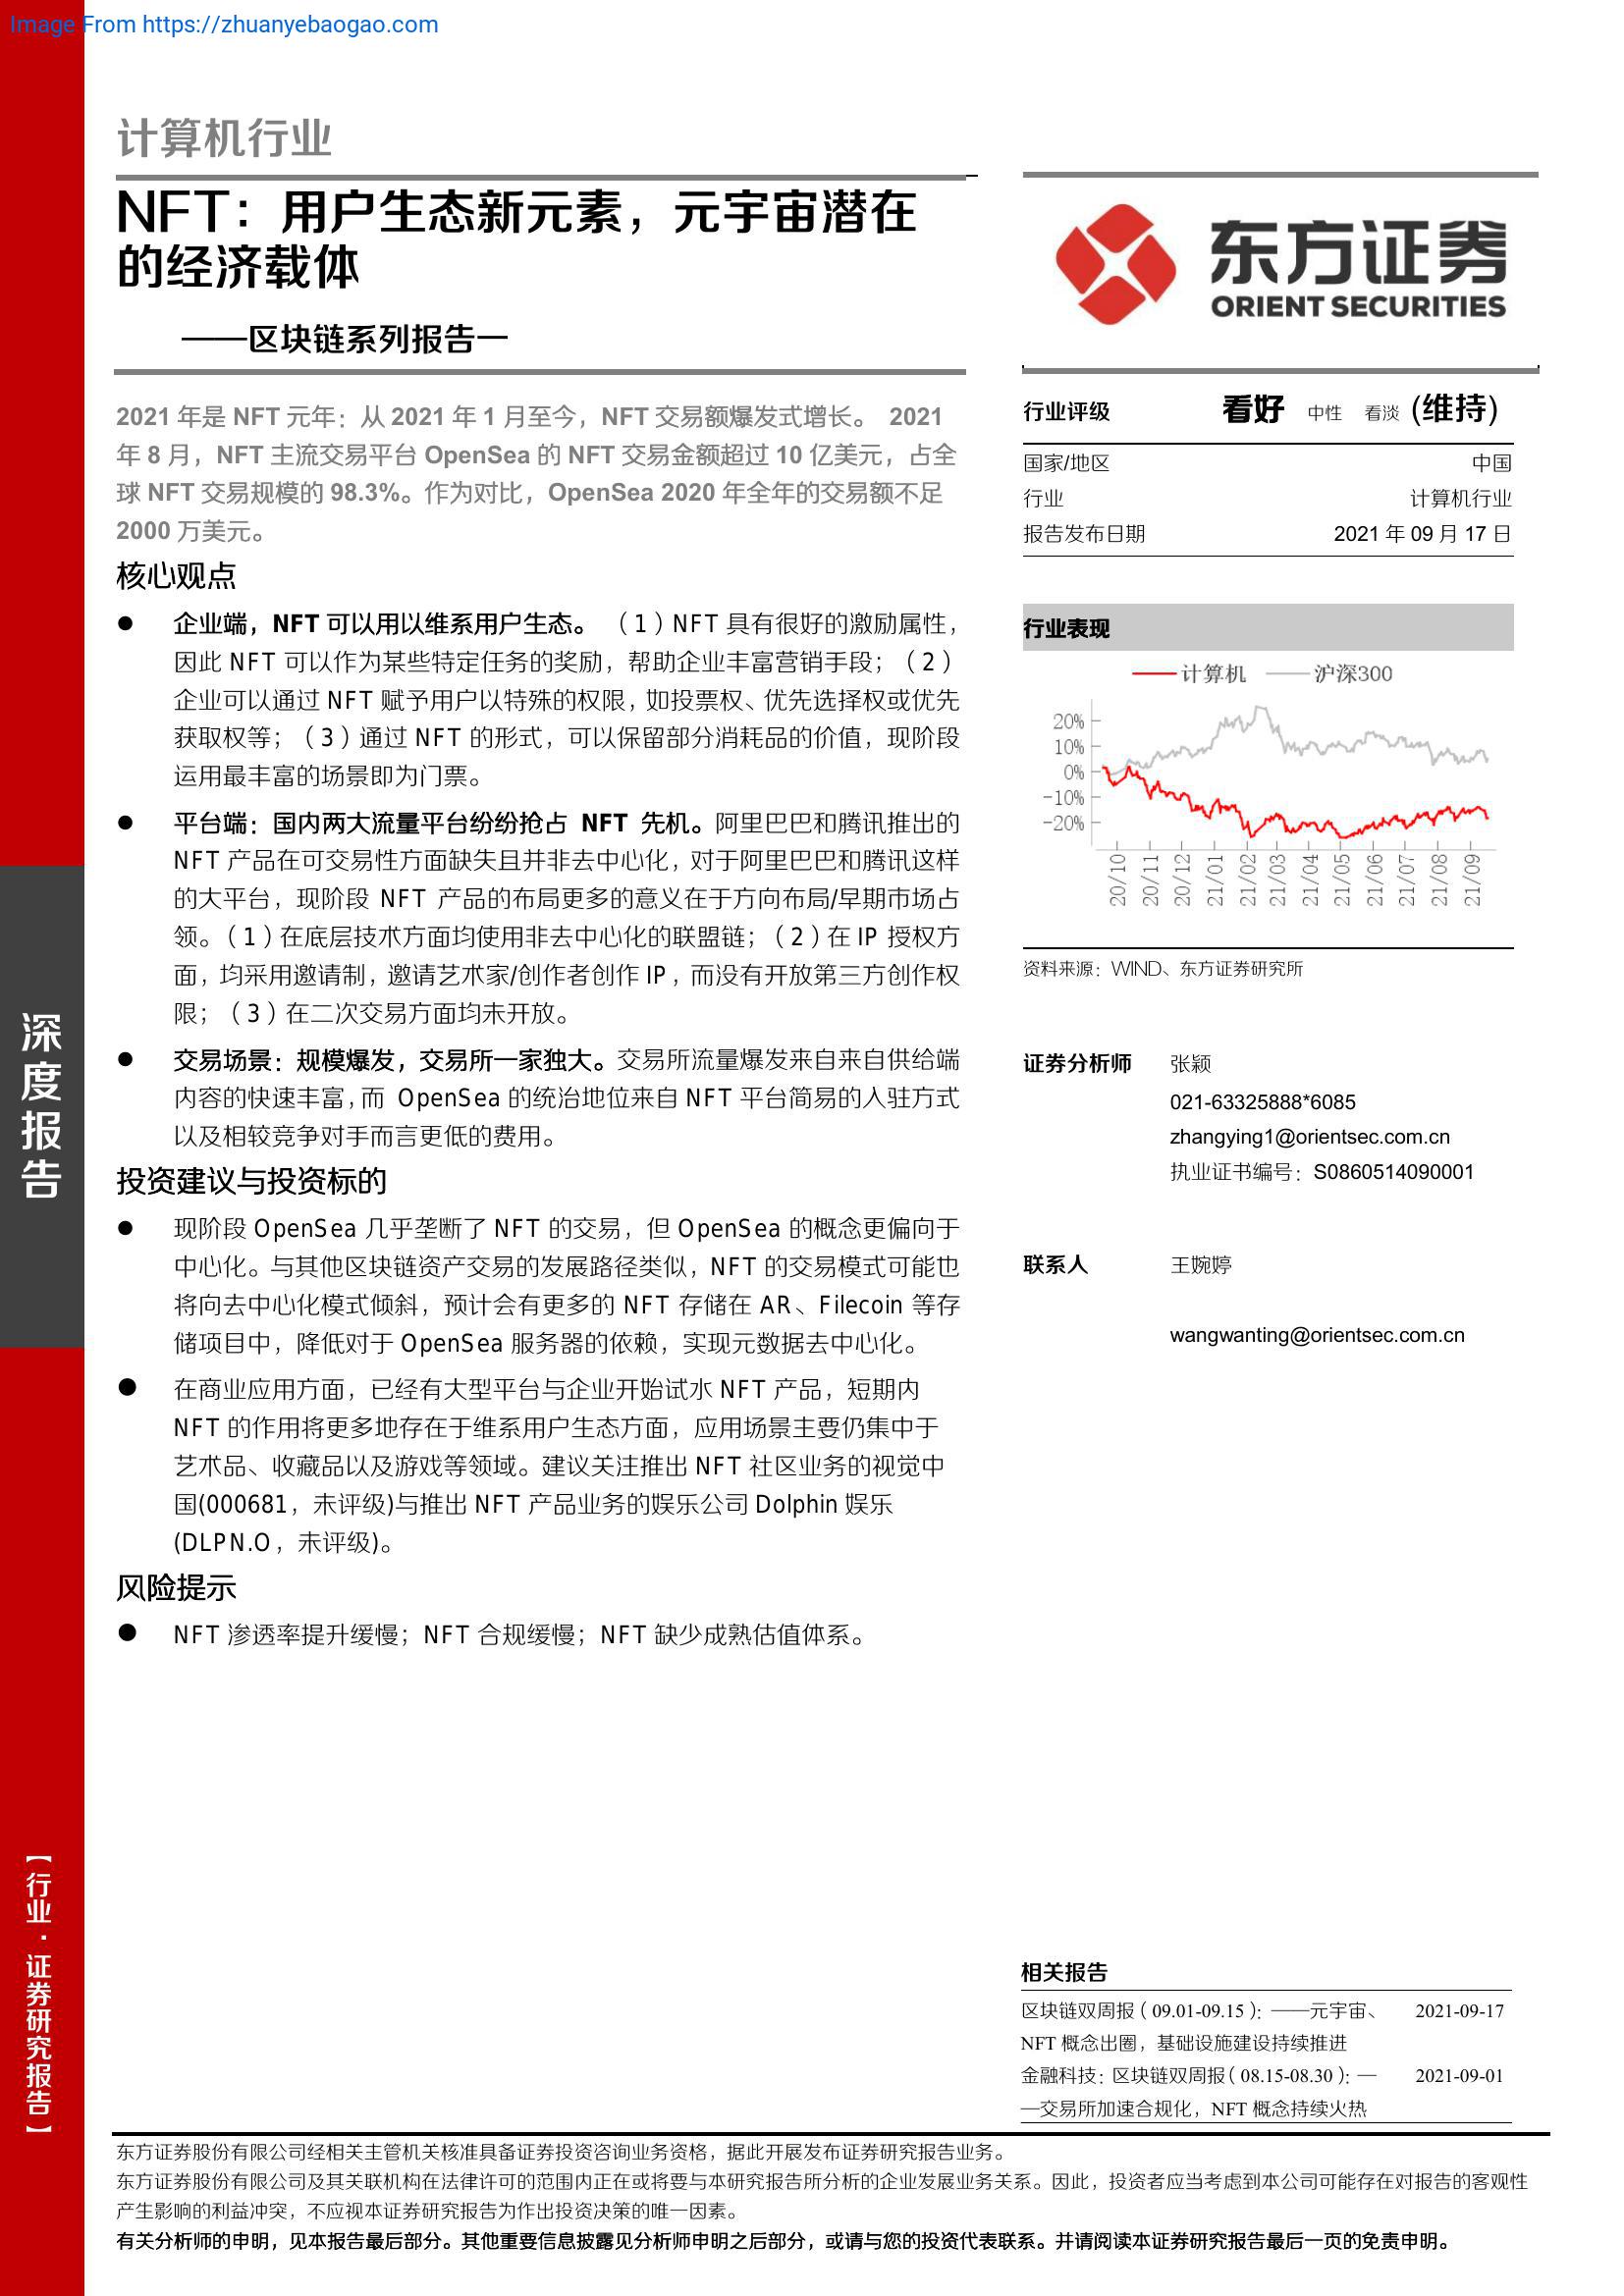 Image From https://zhuanyebaogao.com
计算机行业
NFT：用户生态新元素，元宇宙潜在
的经济载体
——区块链系列报告一
2021 年是 NFT 元年：从 2021 年 1 月至今，NFT 交易额爆发式增长。 2021
年 8 月，NFT 主流交易平台 OpenSea 的 NFT 交易金额超过 10 亿美元，占全
球 NFT 交易规模的 98.3%。作为对比，OpenSea 2020 年全年的交易额不足
2000 万美元。
核心观点
● 企业端，NFT 可以用以维系用户生态。（1）NFT 具有很好的激励属性，
因此 NFT 可以作为某些特定任务的奖励，帮助企业丰富营销手段；（2）
企业可以通过 NFT 赋予用户以特殊的权限，如投票权、优先选择权或优先
获取权等；（3）通过 NFT 的形式，可以保留部分消耗品的价值，现阶段
运用最丰富的场景即为门票。
● 平台端：国内两大流量平台纷纷抢占 NFT 先机。阿里巴巴和腾讯推出的
NFT 产品在可交易性方面缺失且并非去中心化，对于阿里巴巴和腾讯这样
的大平台，现阶段 NFT 产品的布局更多的意义在于方向布局/早期市场占
领。（1）在底层技术方面均使用非去中心化的联盟链；（2）在 IP 授权方
面，均采用邀请制，邀请艺术家/创作者创作 IP，而没有开放第三方创作权
限；（3）在二次交易方面均未开放。
● 交易场景：规模爆发，交易所一家独大。交易所流量爆发来自来自供给端
内容的快速丰富，而 OpenSea 的统治地位来自 NFT 平台简易的入驻方式
以及相较竞争对手而言更低的费用。
投资建议与投资标的
● 现阶段 OpenSea 几乎垄断了 NFT 的交易，但 OpenSea 的概念更偏向于
中心化。与其他区块链资产交易的发展路径类似，NFT 的交易模式可能也
将向去中心化模式倾斜，预计会有更多的 NFT 存储在 AR、Filecoin 等存
储项目中，降低对于 OpenSea 服务器的依赖，实现元数据去中心化。
● 在商业应用方面，已经有大型平台与企业开始试水 NFT 产品，短期内
NFT 的作用将更多地存在于维系用户生态方面，应用场景主要仍集中于
艺术品、收藏品以及游戏等领域。建议关注推出 NFT 社区业务的视觉中
国(000681，未评级)与推出 NFT 产品业务的娱乐公司 Dolphin 娱乐
(DLPN.O，未评级)。
风险提示
● NFT 渗透率提升缓慢；NFT 合规缓慢；NFT 缺少成熟估值体系。
东方证券
ORIENT SECURITIES
行业评级 看好 中性 看淡 (维持)
国家/地区 中国
行业 计算机行业
报告发布日期 2021 年 09 月 17 日
行业表现
计算机 沪深300
20%
10%
0%
-10%
-20%
20/10 20/11 20/12 21/01 21/02 21/03 21/04 21/05 21/06 21/07 21/08 21/09
资料来源：WIND、东方证券研究所
证券分析师 张颖
021-63325888*6085
zhangying1@orientsec.com.cn
执业证书编号：S0860514090001
联系人 王婉婷
wangwanting@orientsec.com.cn
相关报告
区块链双周报（09.01-09.15）：——元宇宙、 2021-09-17
NFT 概念出圈，基础设施建设持续推进
金融科技：区块链双周报（08.15-08.30）：— 2021-09-01
—交易所加速合规化，NFT 概念持续火热
深度报告
【行业·证券研究报告】
东方证券股份有限公司经相关主管机关核准具备证券投资咨询业务资格，据此开展发布证券研究报告业务。
东方证券股份有限公司及其关联机构在法律许可的范围内正在或将要与本研究报告所分析的企业发展业务关系。因此，投资者应当考虑到本公司可能存在对报告的客观性
产生影响的利益冲突，不应视本证券研究报告为作出投资决策的唯一因素。
有关分析师的申明，见本报告最后部分。其他重要信息披露见分析师申明之后部分，或请与您的投资代表联系。并请阅读本证券研究报告最后一页的免责申明。